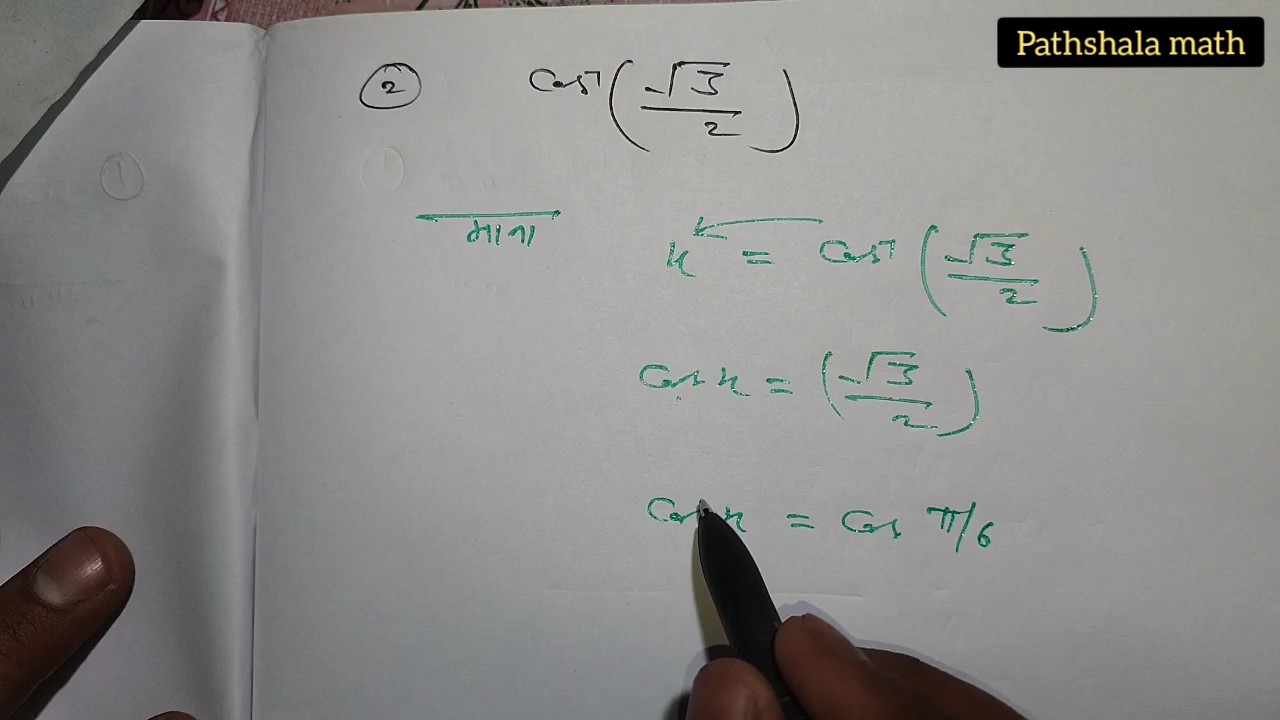 Pathshala math
② cos⁻¹(√3/2)
माना x = cos⁻¹(√3/2)
cos x = (√3/2)
cos x = cos π/6